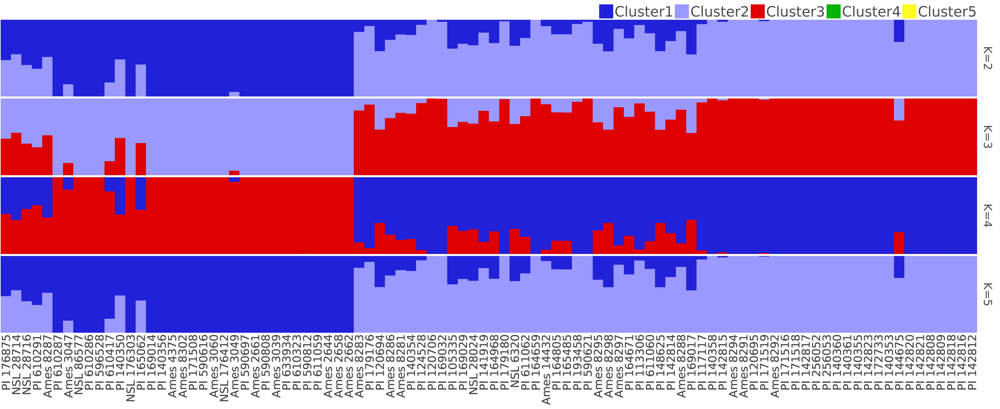 Cluster1 Cluster2 Cluster3 Cluster4 Cluster5
K=2
K=3
K=4
K=5
PI 176875
NSL 28714
NSL 28716
PI 610291
Ames 8287
PI 610287
Ames 3047
NSL 86577
PI 610286
PI 596528
PI 610417
PI 140350
NSL 176303
PI 165062
PI 169014
PI 140356
Ames 4375
Ames 8302
PI 171508
PI 590616
Ames 3060
NSL 176412
Ames 3049
PI 590697
Ames 2661
PI 590808
Ames 3039
PI 633934
PI 610323
PI 590812
PI 611059
Ames 2644
Ames 2658
Ames 2662
Ames 8283
PI 179176
PI 120694
Ames 8286
Ames 8281
PI 140354
PI 124528
PI 120706
PI 169032
PI 105335
PI 169029
NSL 28024
PI 141919
PI 164968
PI 179180
NSL 6320
PI 611062
PI 164659
Ames 14432
PI 164805
PI 165485
PI 193458
PI 590621
Ames 8295
Ames 8298
Ames 8297
PI 164671
PI 113306
PI 611060
PI 148625
PI 142814
Ames 8288
PI 169017
PI 117117
PI 140358
PI 142815
Ames 8294
Ames 8291
PI 120695
PI 171519
Ames 8292
PI 171516
PI 171518
PI 142817
PI 256052
PI 256053
PI 140360
PI 140361
PI 140355
PI 142823
PI 172733
PI 140353
PI 144675
PI 142820
PI 142821
PI 142808
PI 142809
PI 142818
PI 142816
PI 142812